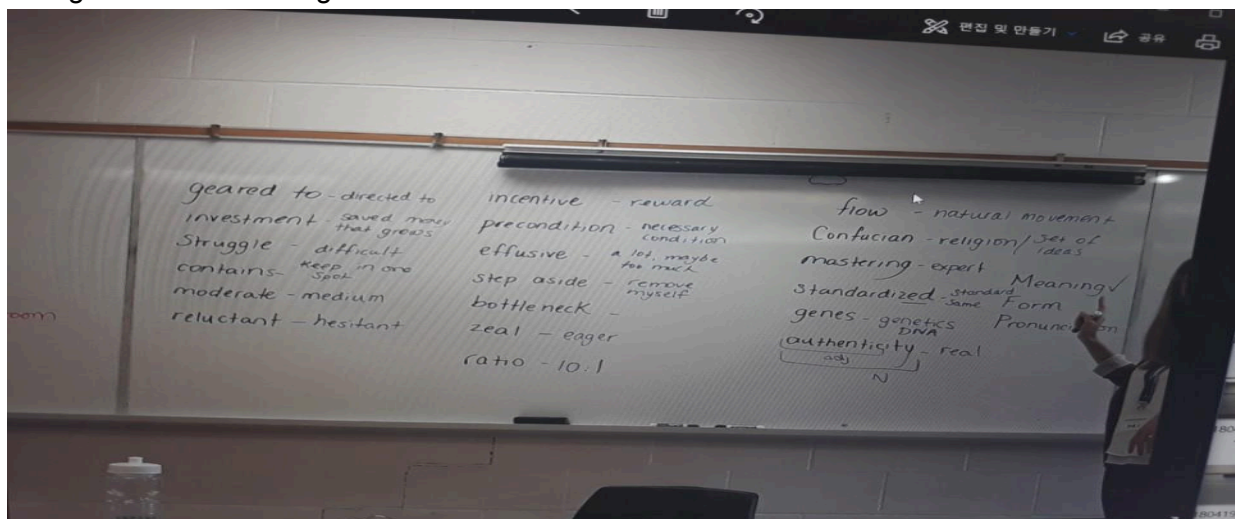 편집 및 만들기
공유
geared to - directed to
investment - saved money that grows
struggle - difficult
contains - keep in one spot
moderate - medium
reluctant - hesitant
incentive - reward
precondition - necessary condition
effusive - a lot, maybe too much
step aside - remove myself
bottleneck -
zeal - eager
ratio - 10:1
flow - natural movement
Confucian - religion/set of ideas
mastering - expert
standardized - standard same
genes - genetics DNA
authenticity - real
adj
N
Meaning ✓
Form
oom
80419